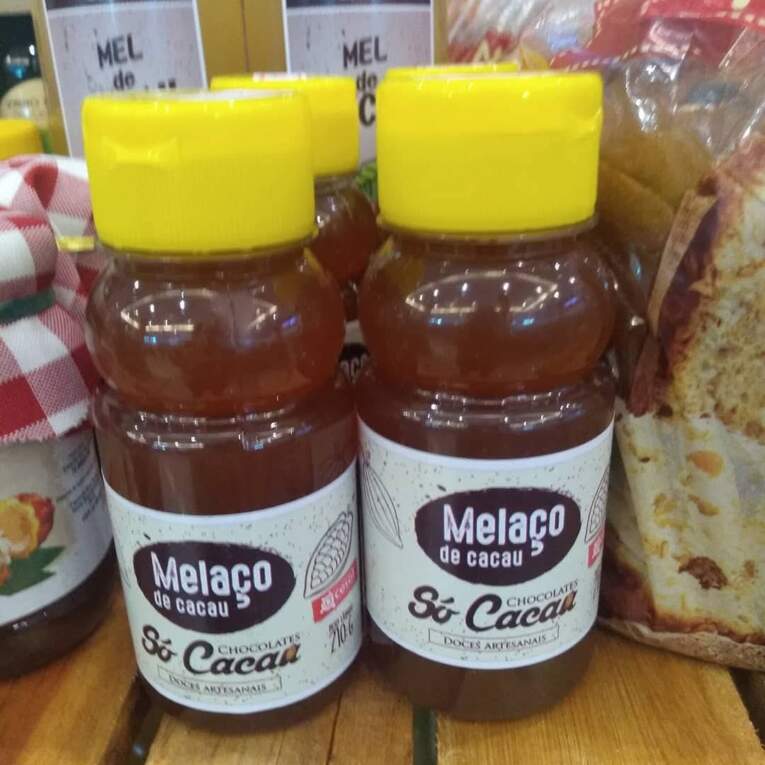 MEL
de
MEL
de
C
Melaço
de cacau
CHOCOLATES
Só Cacau
DOCES ARTESANAIS
210 G
Melaço
de cacau
CHOCOLATES
Só Cacau
DOCES ARTESANAIS